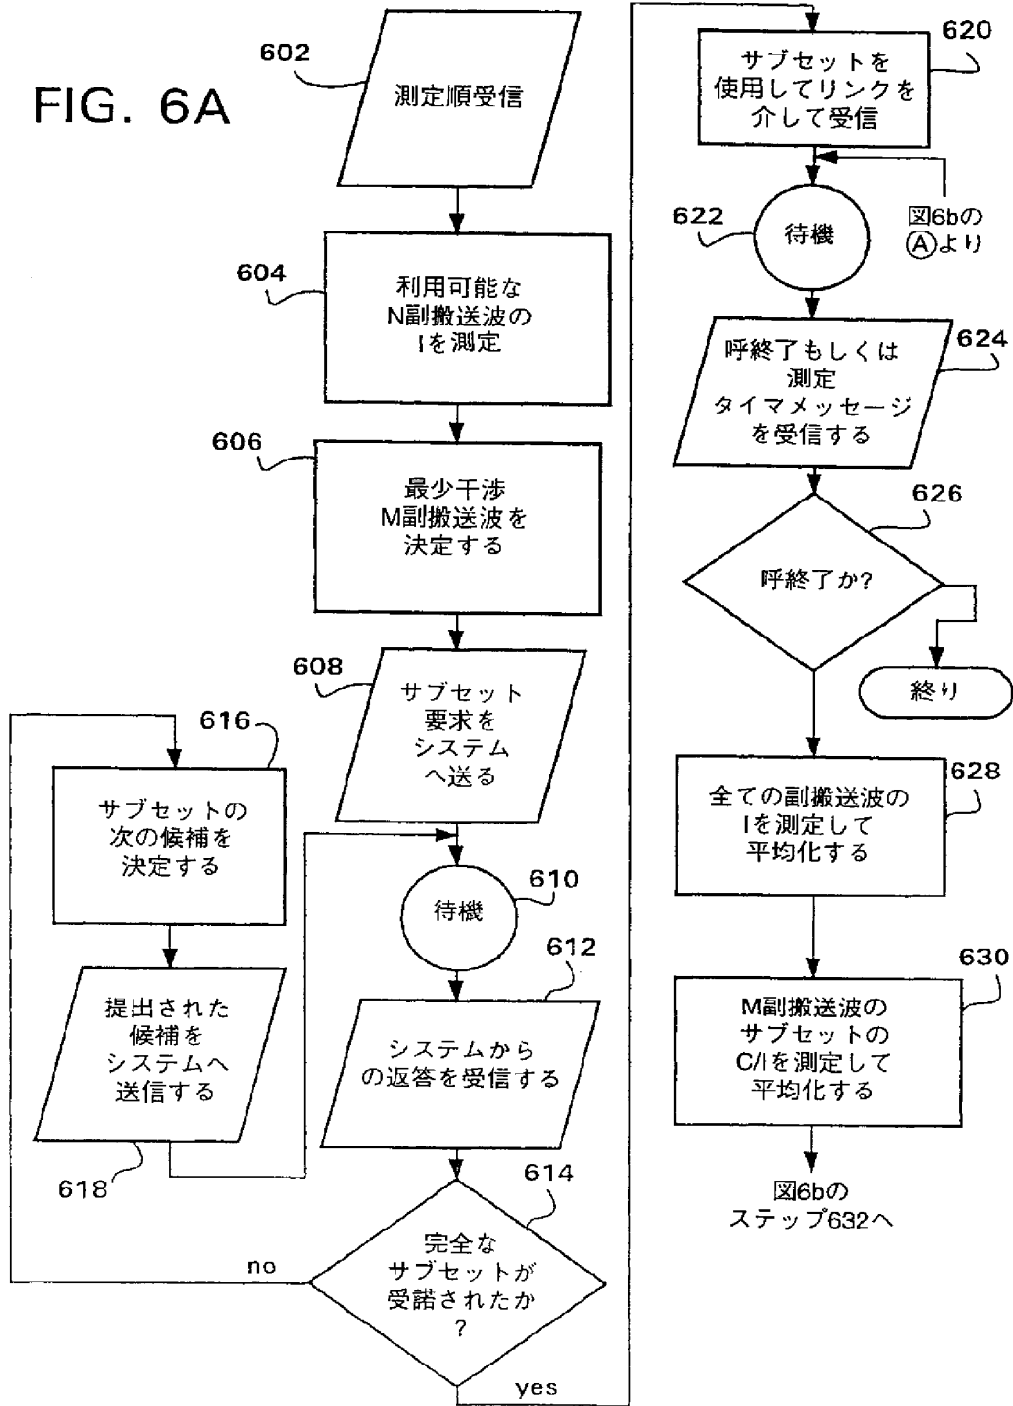 FIG. 6A
602
測定順受信
604
利用可能な
N副搬送波の
Iを測定
606
最少干渉
M副搬送波を
決定する
608
サブセット
要求を
システム
へ送る
610
待機
612
システムから
の返答を受信する
614
完全な
サブセットが
受諾されたか
?
no
yes
616
サブセットの
次の候補を
決定する
618
提出された
候補を
システムへ
送信する
620
サブセットを
使用してリンクを
介して受信
622
待機
図6bの
Ⓐより
624
呼終了もしくは
測定
タイマメッセージ
を受信する
626
呼終了か?
終り
628
全ての副搬送波の
Iを測定して
平均化する
630
M副搬送波の
サブセットの
C/Iを測定して
平均化する
図6bの
ステップ632へ